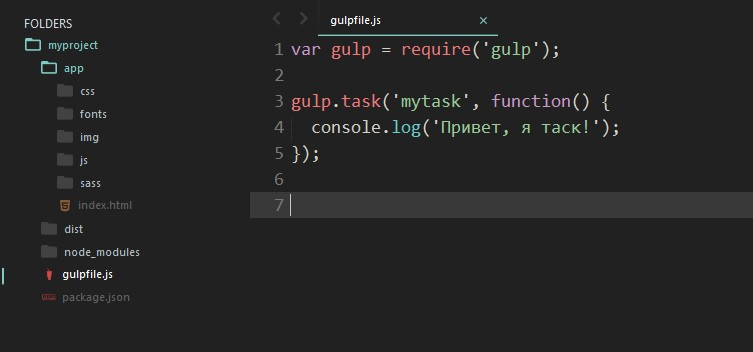 FOLDERS
myproject
app
css
fonts
img
js
sass
index.html
dist
node_modules
gulpfile.js
package.json
gulpfile.js ×
1 var gulp = require('gulp');
2
3 gulp.task('mytask', function() {
4 console.log('Привет, я таск!');
5 });
6
7